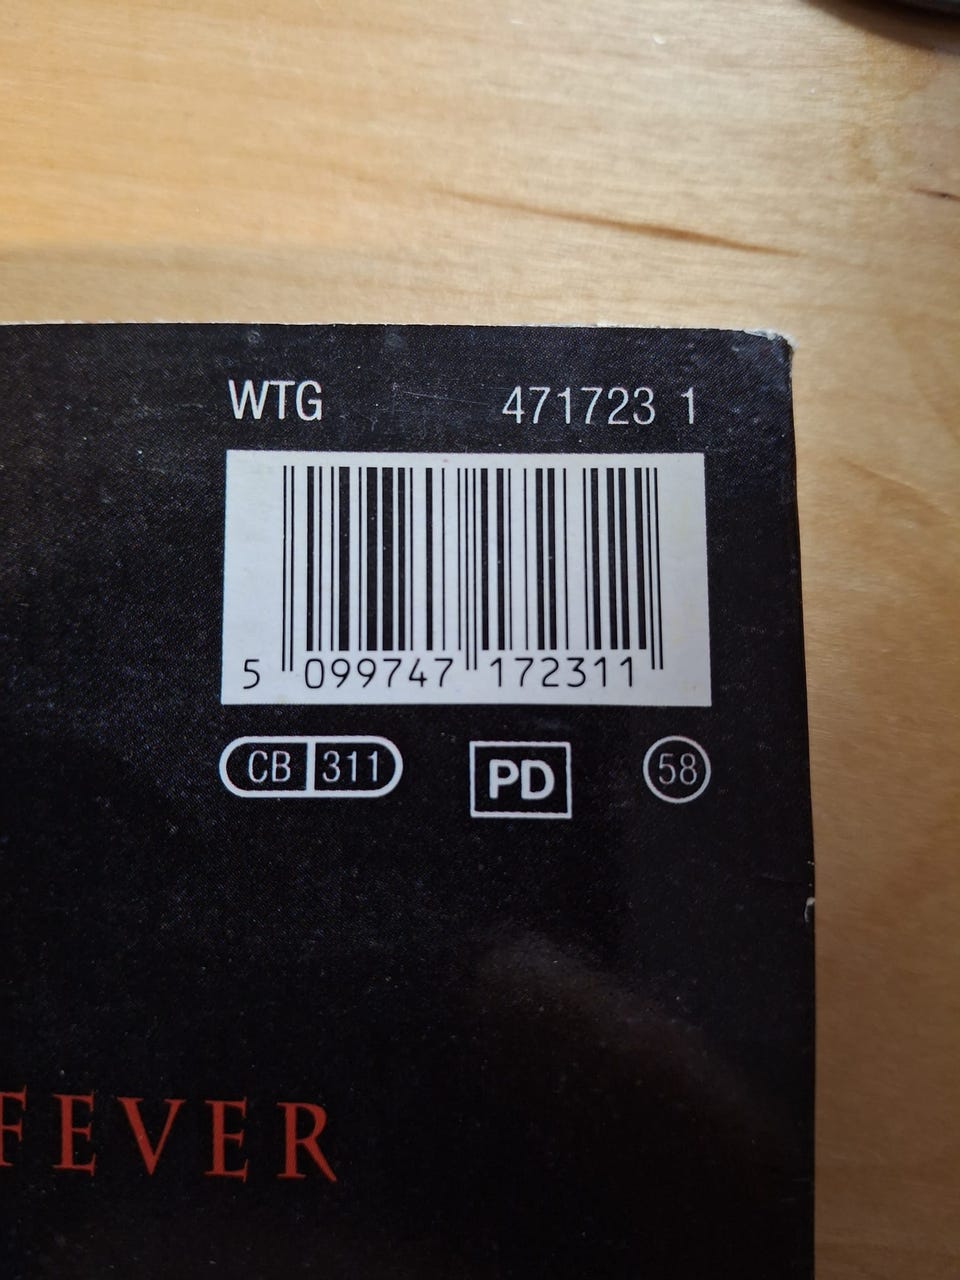 WTG 471723 1
5 099747 172311
CB 311 PD 58
FEVER